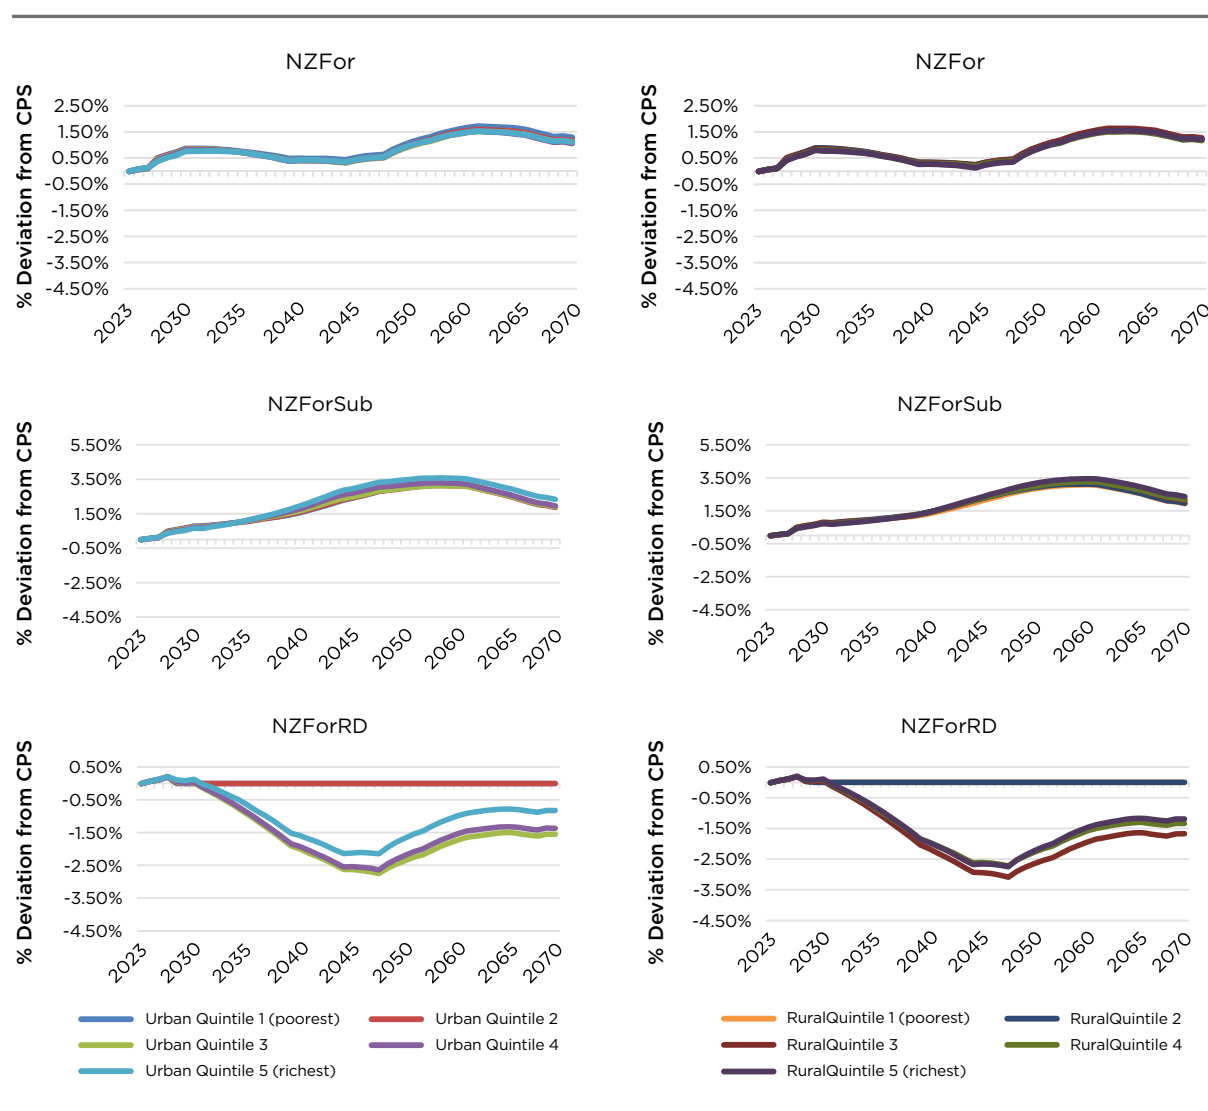 NZFor
% Deviation from CPS
2.50%
1.50%
0.50%
-0.50%
-1.50%
-2.50%
-3.50%
-4.50%
2023 2030 2035 2040 2045 2050 2060 2065 2070
NZFor
% Deviation from CPS
2.50%
1.50%
0.50%
-0.50%
-1.50%
-2.50%
-3.50%
-4.50%
2023 2030 2035 2040 2045 2050 2060 2065 2070
NZForSub
% Deviation from CPS
5.50%
3.50%
1.50%
-0.50%
-2.50%
-4.50%
2023 2030 2035 2040 2045 2050 2060 2065 2070
NZForSub
% Deviation from CPS
5.50%
3.50%
1.50%
-0.50%
-2.50%
-4.50%
2023 2030 2035 2040 2045 2050 2060 2065 2070
NZForRD
% Deviation from CPS
0.50%
-0.50%
-1.50%
-2.50%
-3.50%
-4.50%
2023 2030 2035 2040 2045 2050 2060 2065 2070
NZForRD
% Deviation from CPS
0.50%
-0.50%
-1.50%
-2.50%
-3.50%
-4.50%
2023 2030 2035 2040 2045 2050 2060 2065 2070
Urban Quintile 1 (poorest) Urban Quintile 2
Urban Quintile 3 Urban Quintile 4
Urban Quintile 5 (richest)
RuralQuintile 1 (poorest) RuralQuintile 2
RuralQuintile 3 RuralQuintile 4
RuralQuintile 5 (richest)